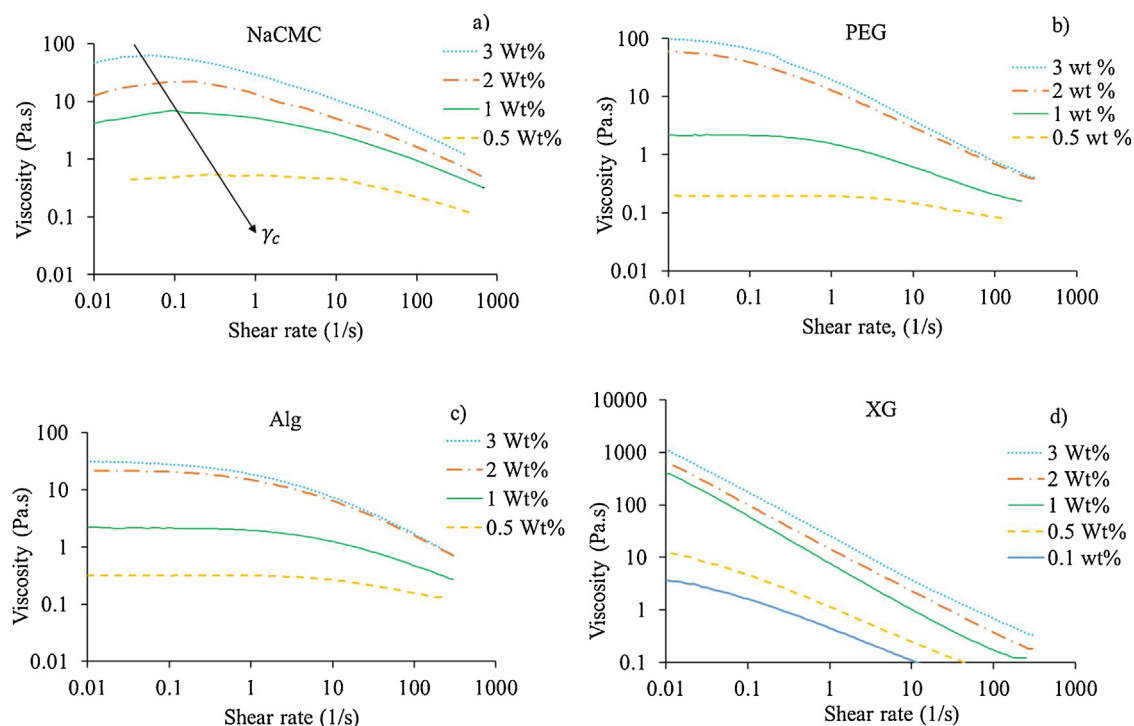 NaCMC
a)
3 Wt%
2 Wt%
1 Wt%
0.5 Wt%
100
10
1
0.1
0.01
γc
0.01 0.1 1 10 100 1000
Viscosity (Pa.s)
Shear rate (1/s)
PEG
b)
3 wt %
2 wt %
1 wt %
0.5 wt %
100
10
1
0.1
0.01
0.01 0.1 1 10 100 1000
Viscosity (Pa.s)
Shear rate, (1/s)
Alg
c)
3 Wt%
2 Wt%
1 Wt%
0.5 Wt%
100
10
1
0.1
0.01
0.01 0.1 1 10 100 1000
Viscosity (Pa.s)
Shear rate (1/s)
XG
d)
3 Wt%
2 Wt%
1 Wt%
0.5 Wt%
0.1 wt%
10000
1000
100
10
1
0.1
0.01 0.1 1 10 100 1000
Viscosity (Pa.s)
Shear rate (1/s)